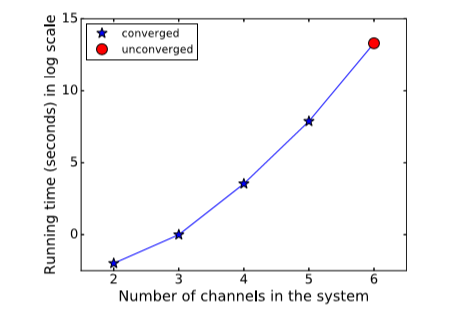 15
converged
unconverged
10
5
0
2 3 4 5 6
Number of channels in the system
Running time (seconds) in log scale